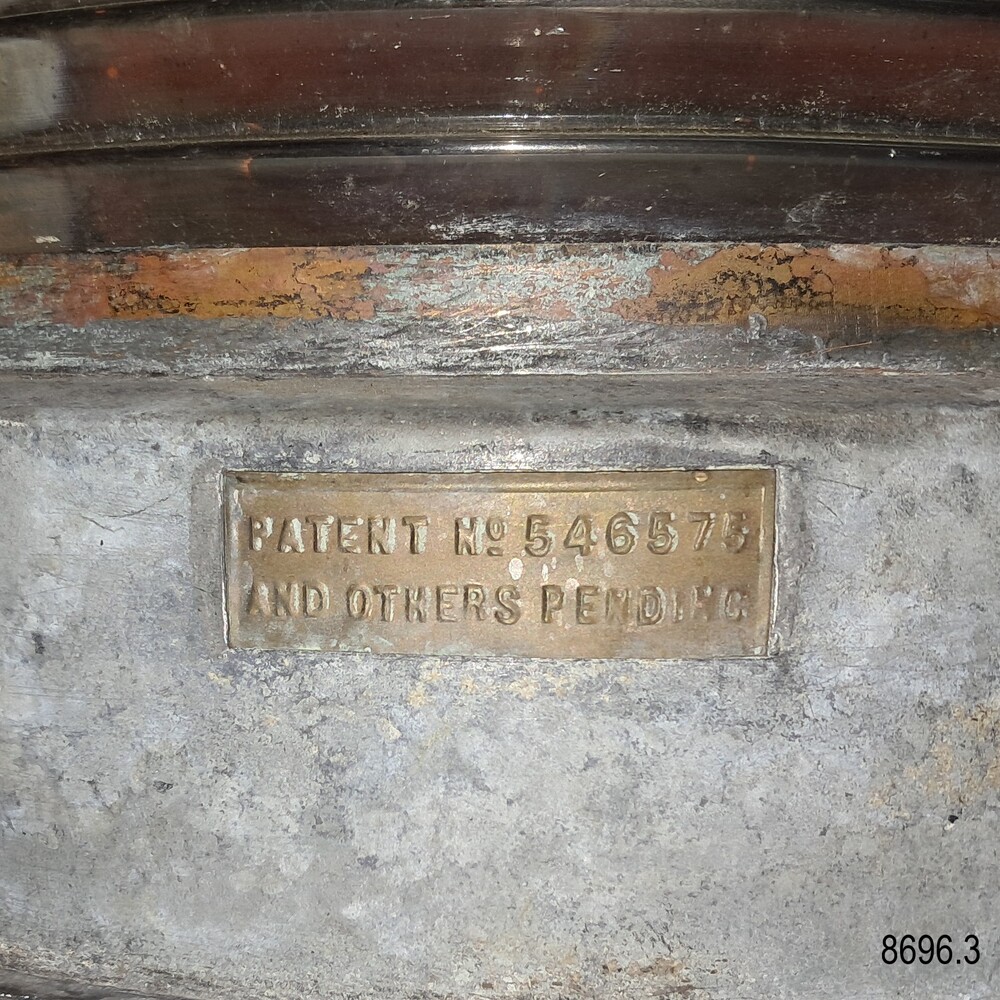 PATENT Nº 546575
AND OTHERS PENDING
8696.3